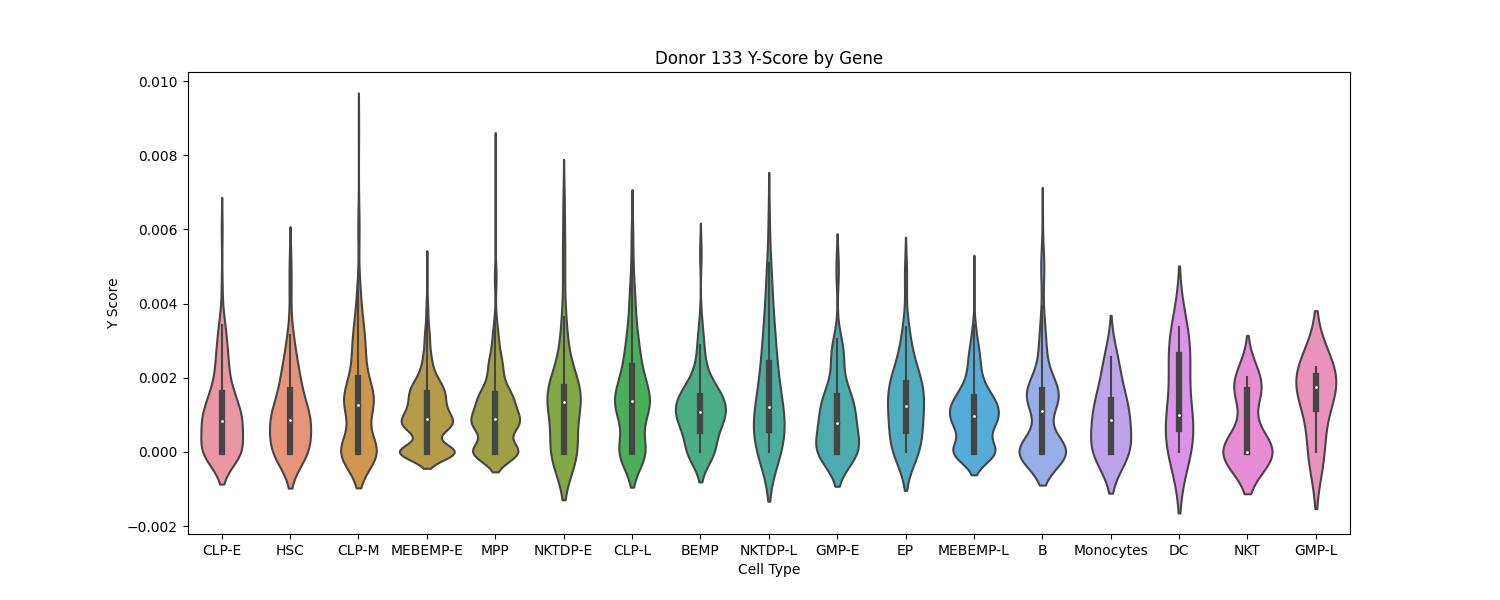 Donor 133 Y-Score by Gene
0.010
0.008
0.006
0.004
0.002
0.000
−0.002
Y Score
CLP-E HSC CLP-M MEBEMP-E MPP NKTDP-E CLP-L BEMP NKTDP-L GMP-E EP MEBEMP-L B Monocytes DC NKT GMP-L
Cell Type